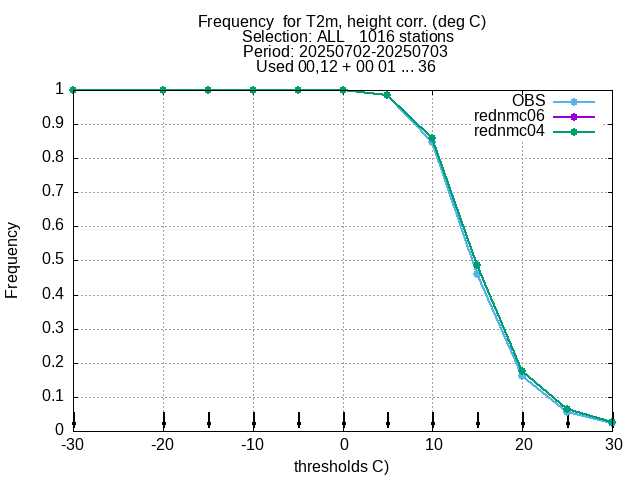 Frequency  for T2m, height corr. (deg C)
Selection: ALL   1016 stations
Period: 20250702-20250703
Used 00,12 + 00 01 ... 36
OBS
rednmc06
rednmc04
1
0.9
0.8
0.7
0.6
0.5
0.4
0.3
0.2
0.1
0
Frequency
-30
-20
-10
0
10
20
30
thresholds C)